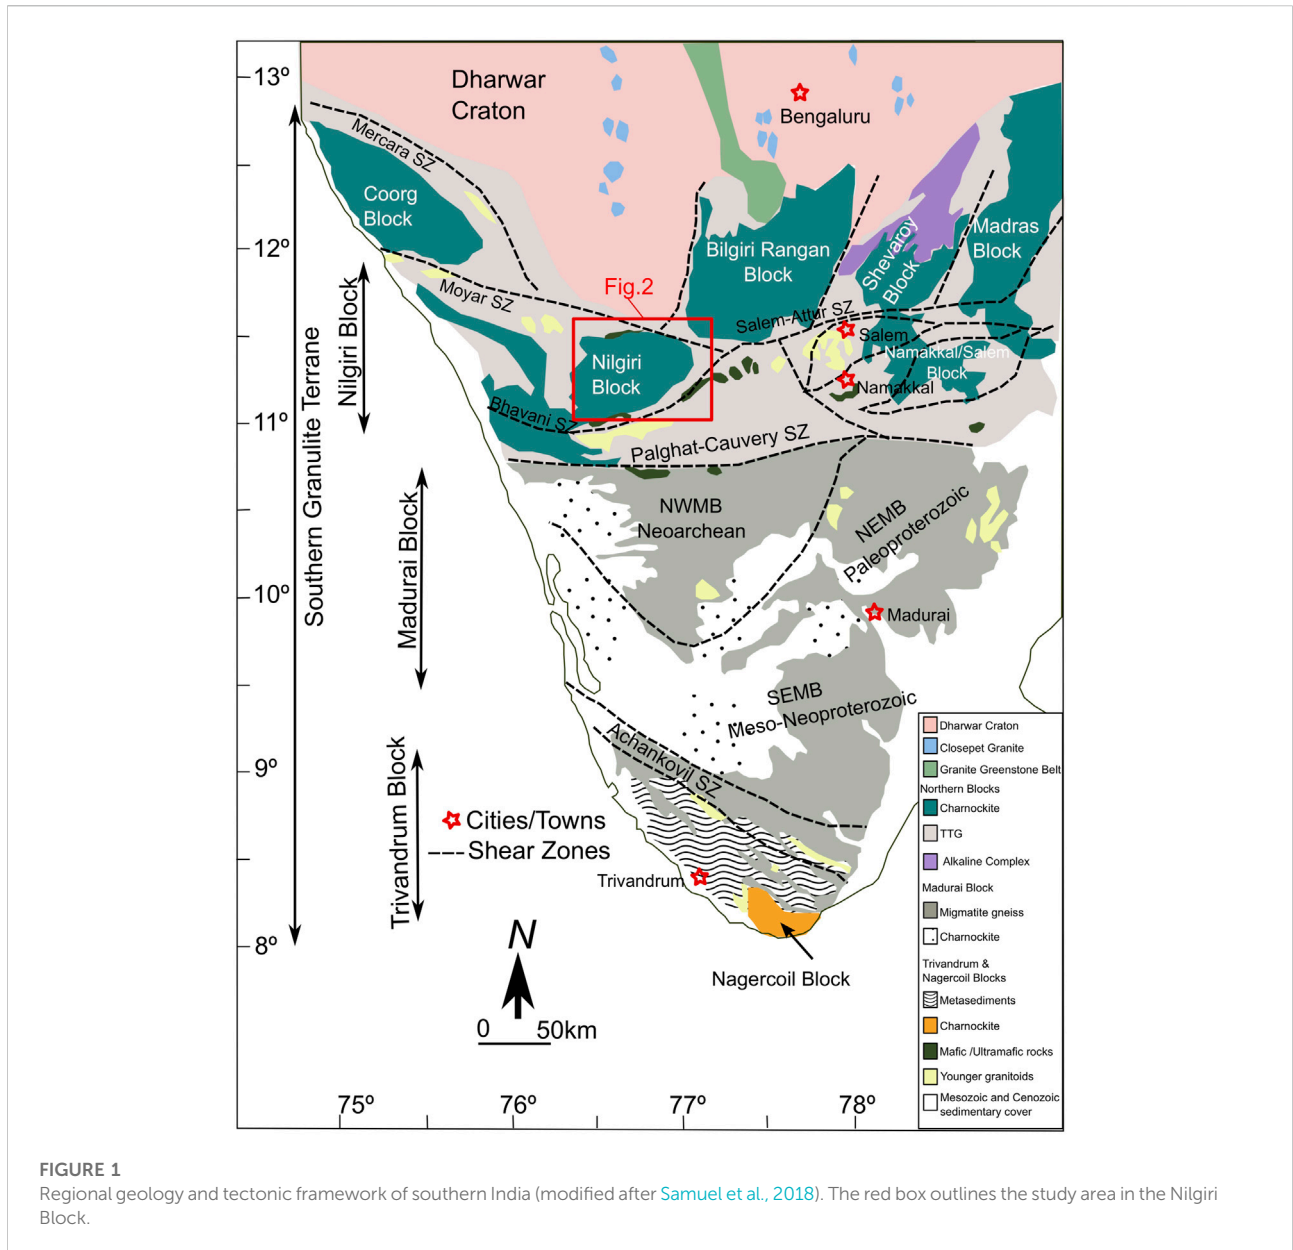 13º
12º
11º
10º
9º
8º
75º
76º
77º
78º
Dharwar
Craton
Bengaluru
Mercara SZ
Coorg
Block
Bilgiri Rangan
Block
Shevaroy
Block
Madras
Block
Moyar SZ
Fig.2
Salem-Attur SZ
Salem
Nilgiri
Block
Namakkal/Salem
Block
Namakkal
Bhavani SZ
Palghat-Cauvery SZ
NWMB
Neoarchean
NEMB
Paleoproterozoic
Madurai
SEMB
Meso-Neoproterozoic
Achankovil SZ
Trivandrum
Nagercoil Block
Southern Granulite Terrane
Nilgiri Block
Madurai Block
Trivandrum Block
Cities/Towns
Shear Zones
N
0 50km
Dharwar Craton
Closepet Granite
Granite Greenstone Belt
Northern Blocks
Charnockite
TTG
Alkaline Complex
Madurai Block
Migmatite gneiss
Charnockite
Trivandrum &
Nagercoil Blocks
Metasediments
Charnockite
Mafic /Ultramafic rocks
Younger granitoids
Mesozoic and Cenozoic
sedimentary cover
FIGURE 1
Regional geology and tectonic framework of southern India (modified after Samuel et al., 2018). The red box outlines the study area in the Nilgiri
Block.